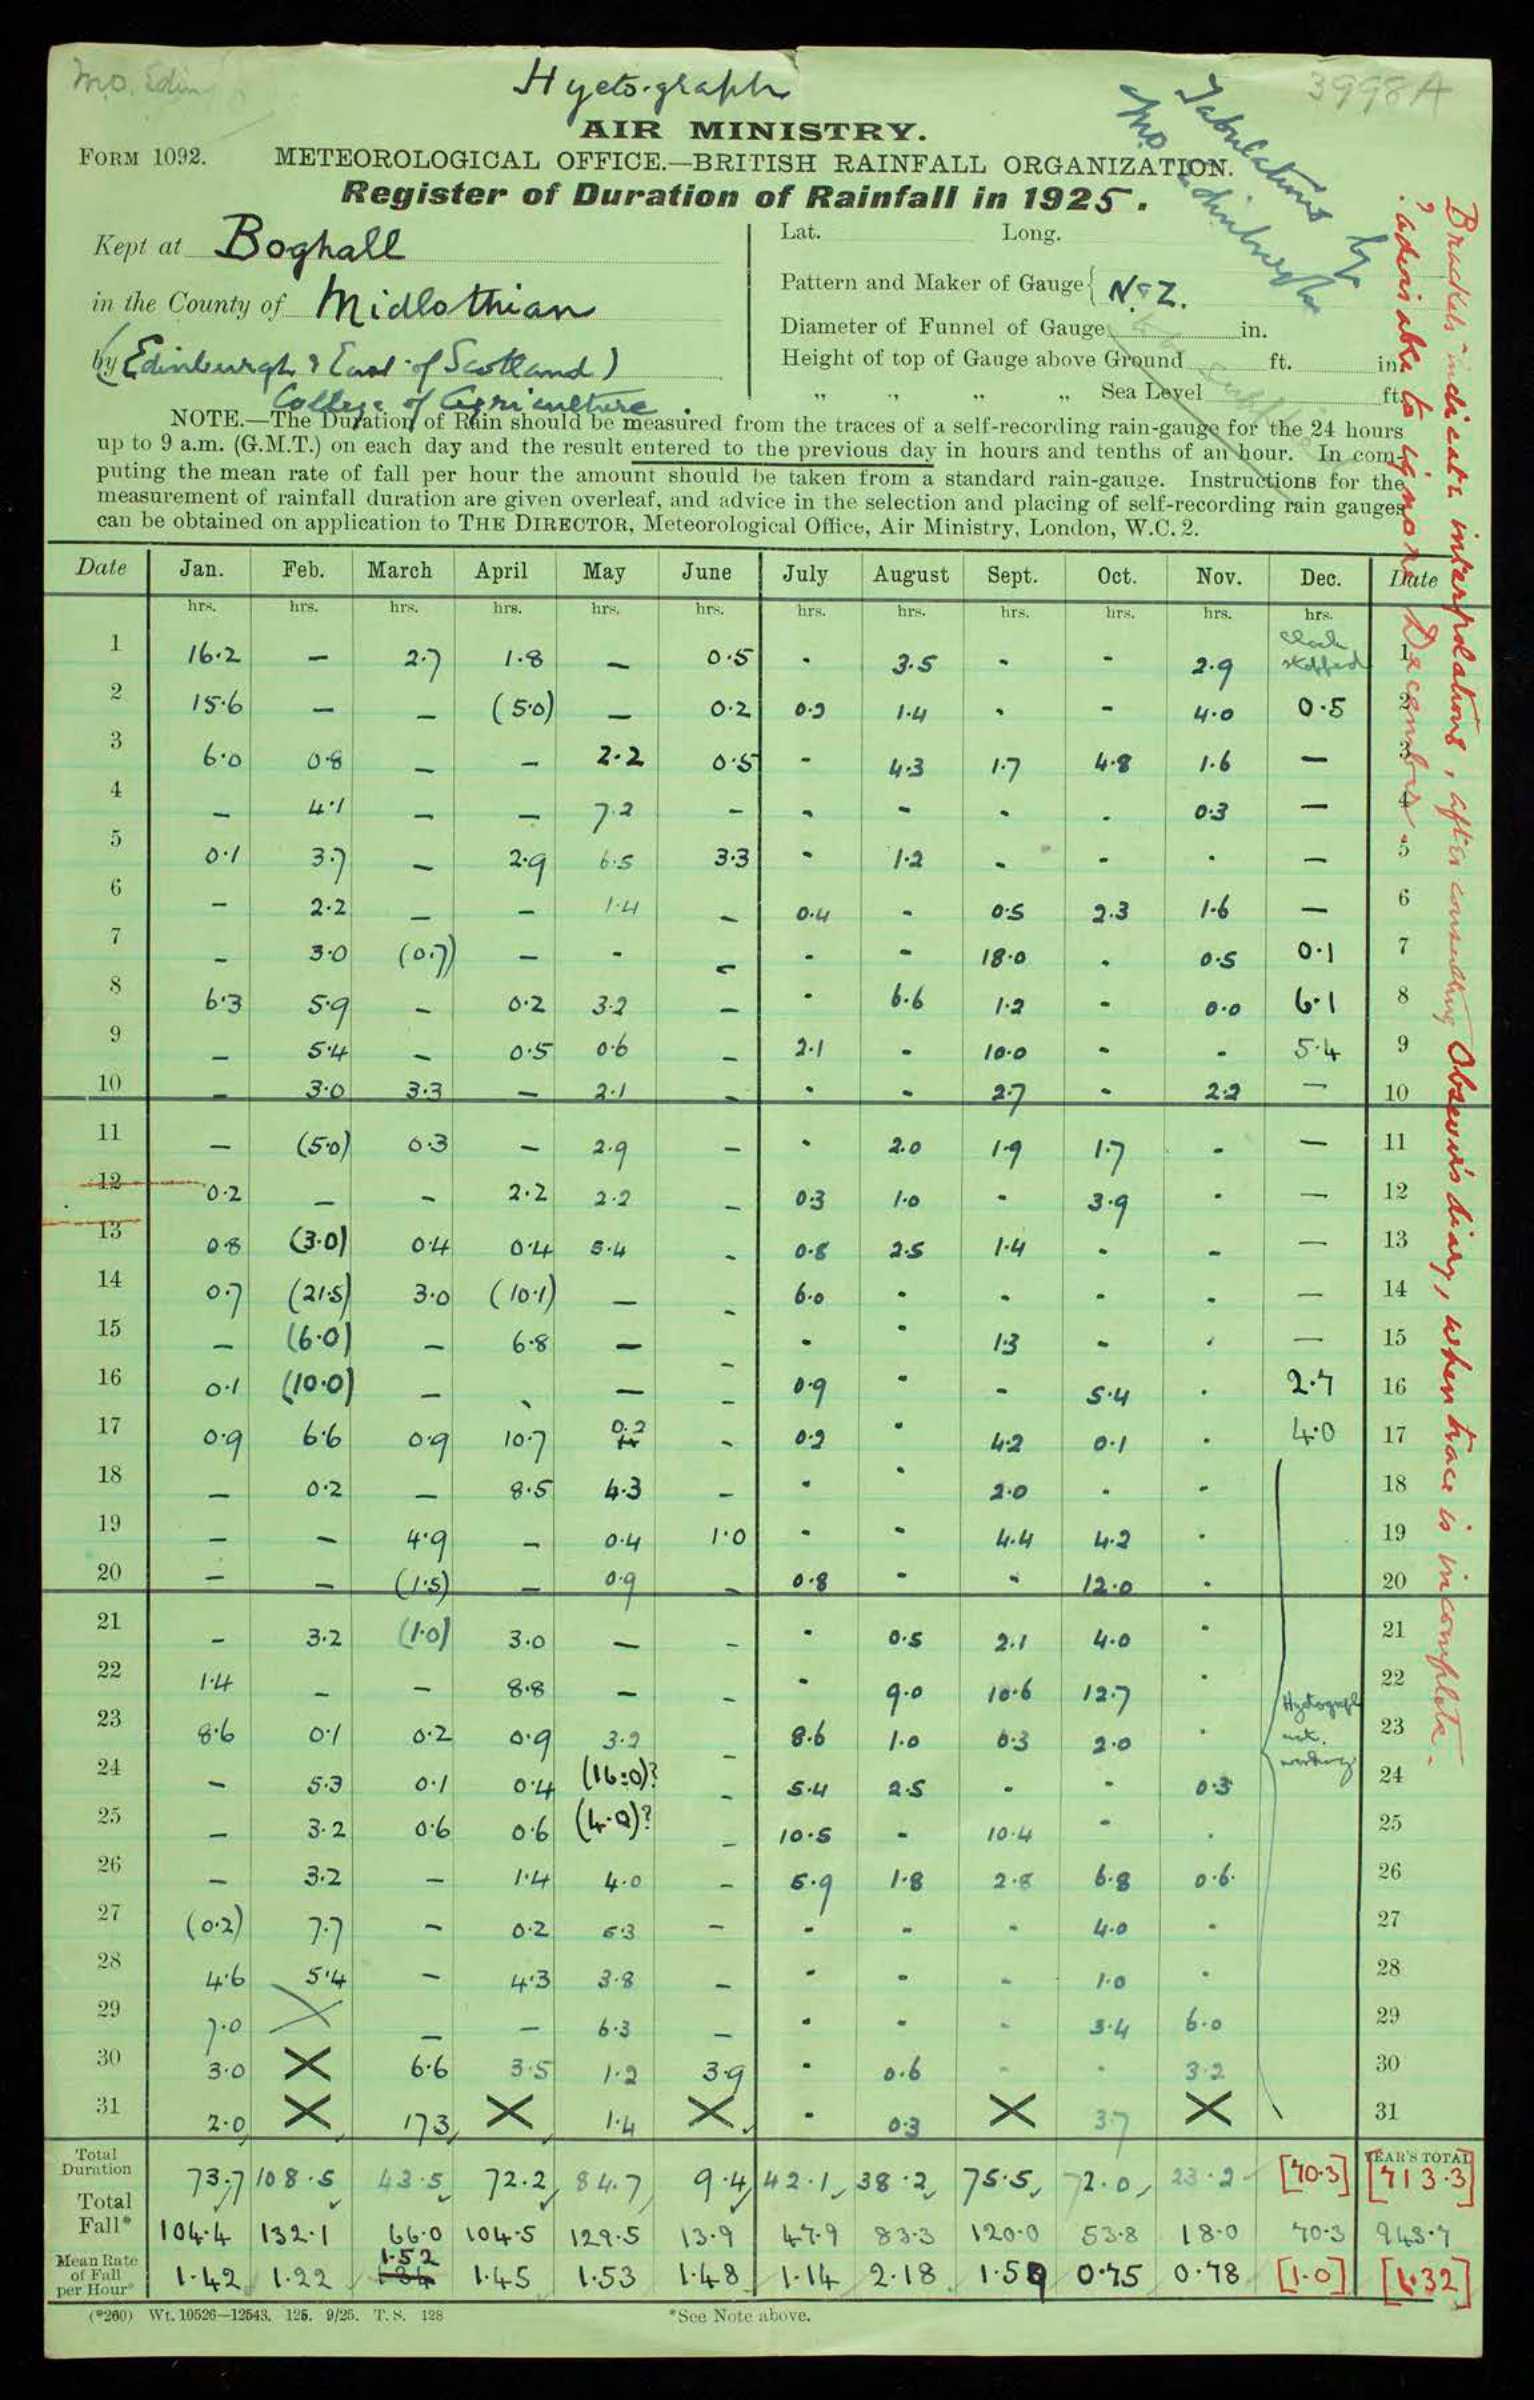 Hyetograph
3998A
M.O. Edin
AIR MINISTRY.
FORM 1092.
METEOROLOGICAL OFFICE.—BRITISH RAINFALL ORGANIZATION.
Register of Duration of Rainfall in 1925.
Tabulations by
M.O. Edinburgh
Kept at Boghall
in the County of Midlothian
by (Edinburgh & East of Scotland)
College of Agriculture.
Lat. Long.
Pattern and Maker of Gauge { No 2.
Diameter of Funnel of Gauge in.
Height of top of Gauge above Ground ft. in.
" " " " Sea Level ft.
NOTE.—The Duration of Rain should be measured from the traces of a self-recording rain-gauge for the 24 hours
up to 9 a.m. (G.M.T.) on each day and the result entered to the previous day in hours and tenths of an hour. In com-
puting the mean rate of fall per hour the amount should be taken from a standard rain-gauge. Instructions for the
measurement of rainfall duration are given overleaf, and advice in the selection and placing of self-recording rain gauges
can be obtained on application to THE DIRECTOR, Meteorological Office, Air Ministry, London, W.C. 2.
Date Jan. Feb. March April May June July August Sept. Oct. Nov. Dec. Date
hrs. hrs. hrs. hrs. hrs. hrs. hrs. hrs. hrs. hrs. hrs. hrs.
1 16.2 — 2.7 1.8 — 0.5 - 3.5 - - 2.9 Clock stopped 1
2 15.6 — — (5.0) — 0.2 0.2 1.4 - - 4.0 0.5 2
3 6.0 0.8 — — 2.2 0.5 - 4.3 1.7 4.8 1.6 — 3
4 — 4.1 — — 7.2 - - - - - 0.3 — 4
5 0.1 3.7 — 2.9 6.5 3.3 - 1.2 - - - — 5
6 - 2.2 — — 1.4 — 0.4 - 0.5 2.3 1.6 — 6
7 — 3.0 (0.7) — - — - - 18.0 - 0.5 0.1 7
8 6.3 5.9 — 0.2 3.2 — - 6.6 1.2 - 0.0 6.1 8
9 — 5.4 — 0.5 0.6 — 2.1 - 10.0 - - 5.4 9
10 — 3.0 3.3 — 2.1 — - - 2.7 - 2.2 — 10
11 — (5.0) 0.3 — 2.9 — - 2.0 1.9 1.7 - — 11
12 0.2 — - 2.2 2.2 — 0.3 1.0 - 3.9 - — 12
13 0.8 (3.0) 0.4 0.4 5.4 - 0.8 2.5 1.4 - - — 13
14 0.7 (21.5) 3.0 (10.1) — - 6.0 - - - - — 14
15 — (6.0) — 6.8 — - - - 1.3 - - — 15
16 0.1 (10.0) — - — - 0.9 - - 5.4 - 2.7 16
17 0.9 6.6 0.9 10.7 0.2 - 0.2 - 4.2 0.1 - 4.0 17
18 — 0.2 — 8.5 4.3 — - - 2.0 - - 18
19 — — 4.9 — 0.4 1.0 - - 4.4 4.2 - 19
20 — — (1.5) — 0.9 — 0.8 - - 12.0 - 20
21 - 3.2 (1.0) 3.0 — - - 0.5 2.1 4.0 - 21
22 1.4 — — 8.8 — - - 9.0 10.6 12.7 - Hyetograph 22
23 8.6 0.1 0.2 0.9 3.2 - 8.6 1.0 0.3 2.0 - not 23
24 — 5.3 0.1 0.4 (16.0)? - 5.4 2.5 - - 0.3 working 24
25 — 3.2 0.6 0.6 (4.0)? — 10.5 - 10.4 - - 25
26 — 3.2 — 1.4 4.0 — 5.9 1.8 2.8 6.8 0.6 26
27 (0.2) 7.7 - 0.2 5.3 — - - - 4.0 - 27
28 4.6 5.4 — 4.3 3.8 — - - - 1.0 - 28
29 7.0 X — — 6.3 — - - - 3.4 6.0 29
30 3.0 X 6.6 3.5 1.2 3.9 - 0.6 - - 3.2 30
31 2.0 X 17.3 X 1.4 X - 0.3 X 3.7 X 31
Total Duration 73.7 108.5 43.5 72.2 84.7 9.4 42.1 38.2 75.5 72.0 23.2 [70.3] YEAR'S TOTAL [713.3]
Total Fall* 104.4 132.1 66.0 104.5 129.5 13.9 47.9 83.3 120.0 53.8 18.0 70.3 943.7
Mean Rate of Fall per Hour* 1.42 1.22 1.52 1.34 1.45 1.53 1.48 1.14 2.18 1.59 0.75 0.78 [1.0] [1.32]
(*260) Wt. 10526—12543. 125. 9/25. T. S. 128
*See Note above.
Brackets indicate interpolations, after consulting Observer's diary, when trace is incomplete.
? advisable to ignore December.